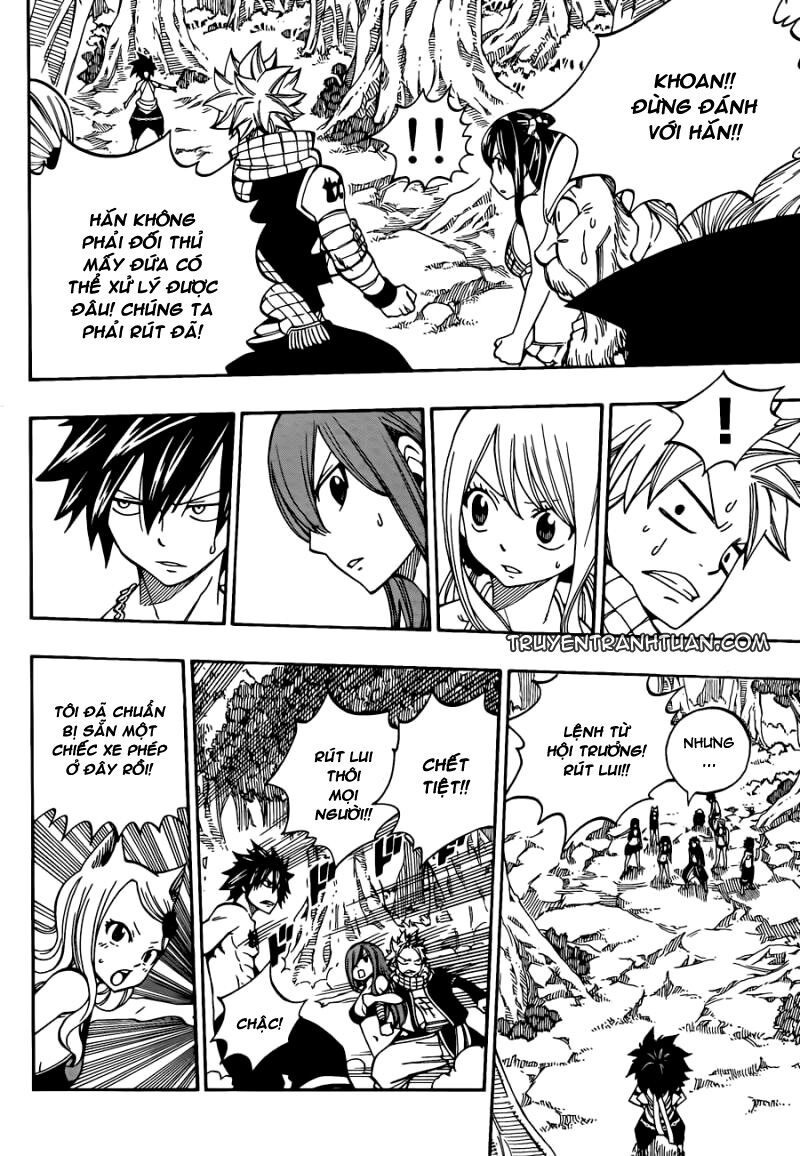 KHOAN!!
ĐỪNG ĐÁNH
VỚI HẮN!!
!!
HẮN KHÔNG
PHẢI ĐỐI THỦ
MẤY ĐỨA CÓ
THỂ XỬ LÝ ĐƯỢC
ĐÂU! CHÚNG TA
PHẢI RÚT ĐÃ!
!
TRUYENTRANHTUAN.COM
TÔI ĐÃ CHUẨN
BỊ SẴN MỘT
CHIẾC XE PHÉP
Ở ĐÂY RỒI!
RÚT LUI
THÔI
MỌI
NGƯỜI!!
CHẾT
TIỆT!!
CHẬC!
LỆNH TỪ
HỘI TRƯỞNG!
RÚT LUI!!
NHƯNG
...